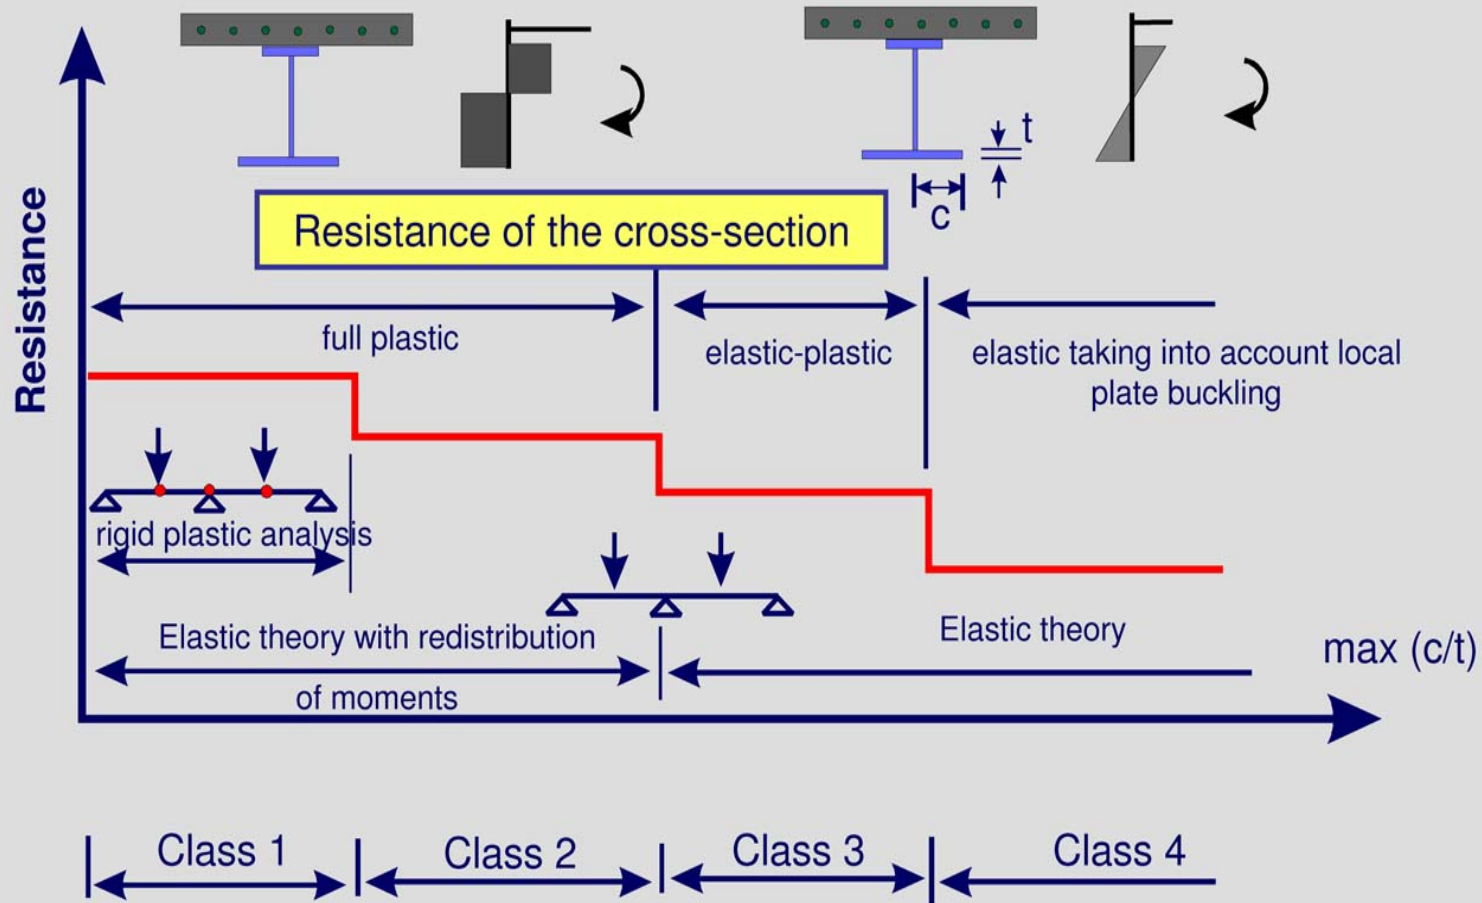 t
c
Resistance of the cross-section
Resistance
full plastic
elastic-plastic
elastic taking into account local
plate buckling
rigid plastic analysis
Elastic theory with redistribution
of moments
Elastic theory
max (c/t)
Class 1
Class 2
Class 3
Class 4